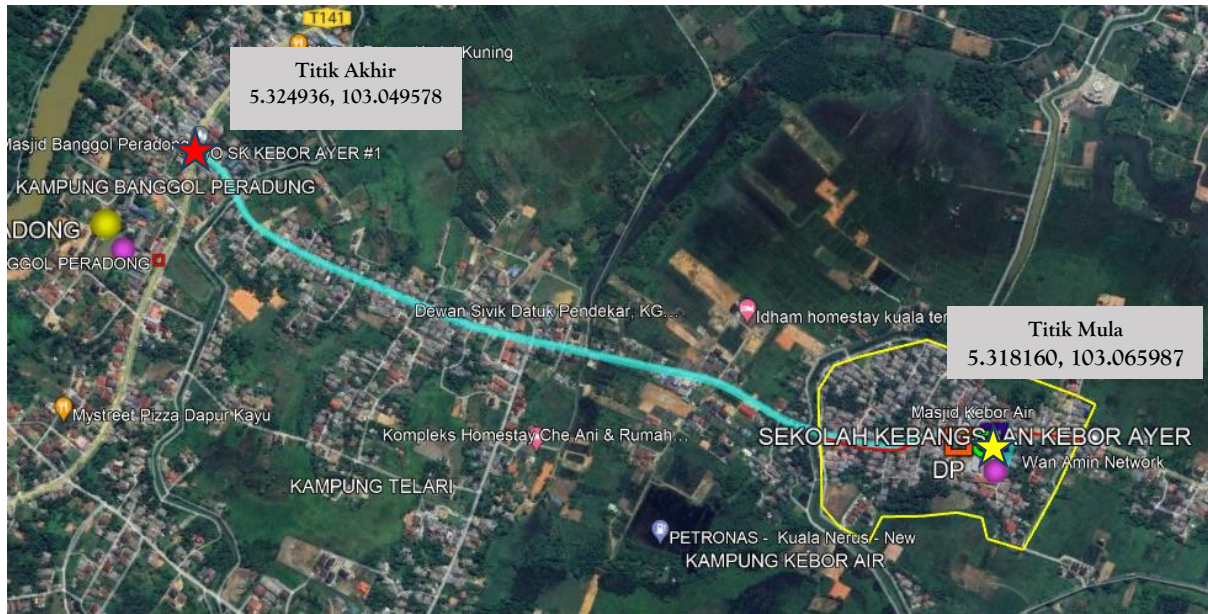 T141
Kuning
Titik Akhir
5.324936, 103.049578
Masjid Banggol Peradong
O SK KEBOR AYER #1
KAMPUNG BANGGOL PERADUNG
ADONG
GGOL PERADONG
Dewan Sivik Datuk Pendekar, KG...
Idham homestay kuala ter
Titik Mula
5.318160, 103.065987
Mystreet Pizza Dapur Kayu
Masjid Kebor Air
Kompleks Homestay Che Ani & Rumah...
SEKOLAH KEBANGSAAN KEBOR AYER
DP
Wan Amin Network
KAMPUNG TELARI
PETRONAS - Kuala Nerus - New
KAMPUNG KEBOR AIR